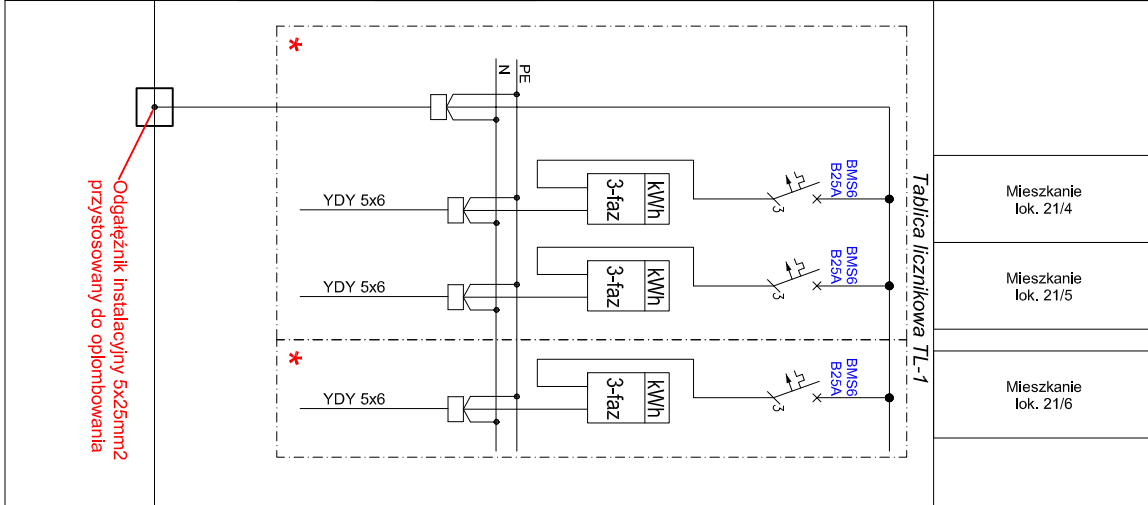 *
PE
N
Tablica licznikowa TL-1
Odgałęźnik instalacyjny 5x25mm2
przystosowany do oplombowania
YDY 5x6
kWh
3-faz
BMS6
B25A
3
Mieszkanie
lok. 21/4
YDY 5x6
kWh
3-faz
BMS6
B25A
3
Mieszkanie
lok. 21/5
*
YDY 5x6
kWh
3-faz
BMS6
B25A
3
Mieszkanie
lok. 21/6